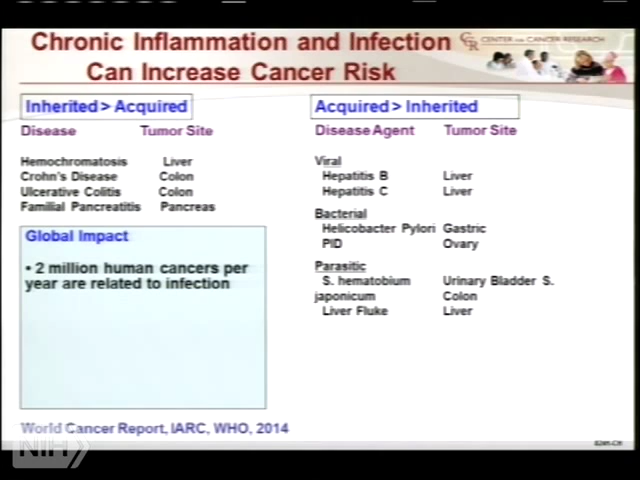 Chronic Inflammation and Infection
Can Increase Cancer Risk
CCR CENTER FOR CANCER RESEARCH
Inherited > Acquired
Disease Tumor Site
Hemochromatosis Liver
Crohn's Disease Colon
Ulcerative Colitis Colon
Familial Pancreatitis Pancreas
Global Impact
• 2 million human cancers per
year are related to infection
Acquired > Inherited
Disease Agent Tumor Site
Viral
Hepatitis B Liver
Hepatitis C Liver
Bacterial
Helicobacter Pylori Gastric
PID Ovary
Parasitic
S. hematobium Urinary Bladder S.
japonicum Colon
Liver Fluke Liver
World Cancer Report, IARC, WHO, 2014
NIH